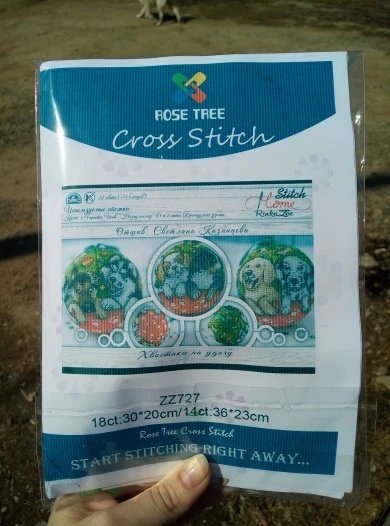 ROSE TREE
Cross Stitch
Stitch
Home
Отшив. Светлана Казанцева
Хвостики на удачу
ZZ727
18ct:30*20cm/14ct:36*23cm
Rose Tree Cross Stitch
START STITCHING RIGHT AWAY...